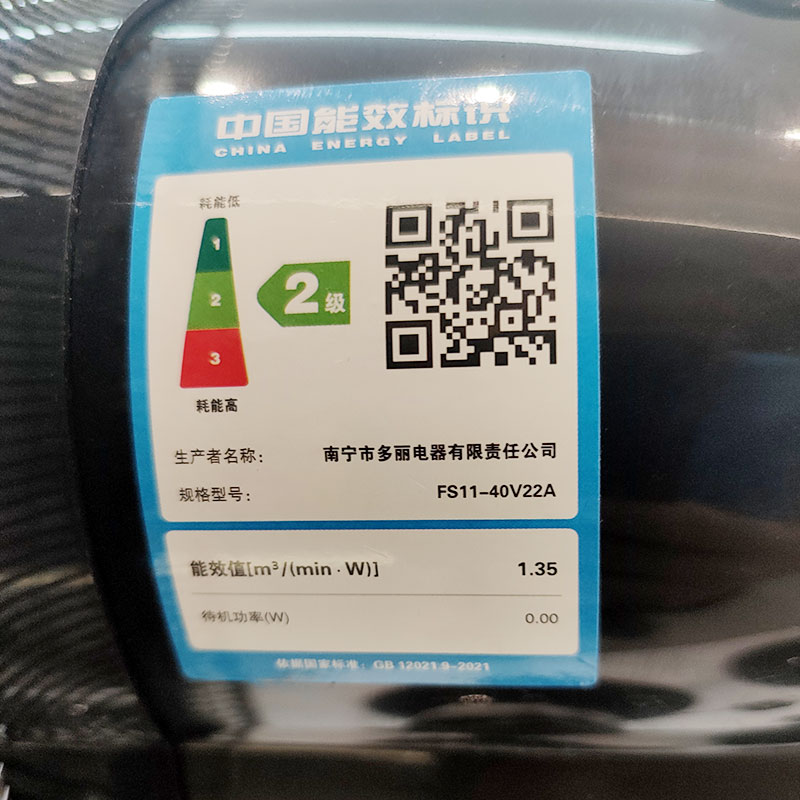 中国能效标识
CHINA ENERGY LABEL
耗能低
1
2
3
2级
耗能高
生产者名称: 南宁市多丽电器有限责任公司
规格型号: FS11-40V22A
能效值[m³/(min·W)] 1.35
待机功率(W) 0.00
依据国家标准: GB 12021.9-2021